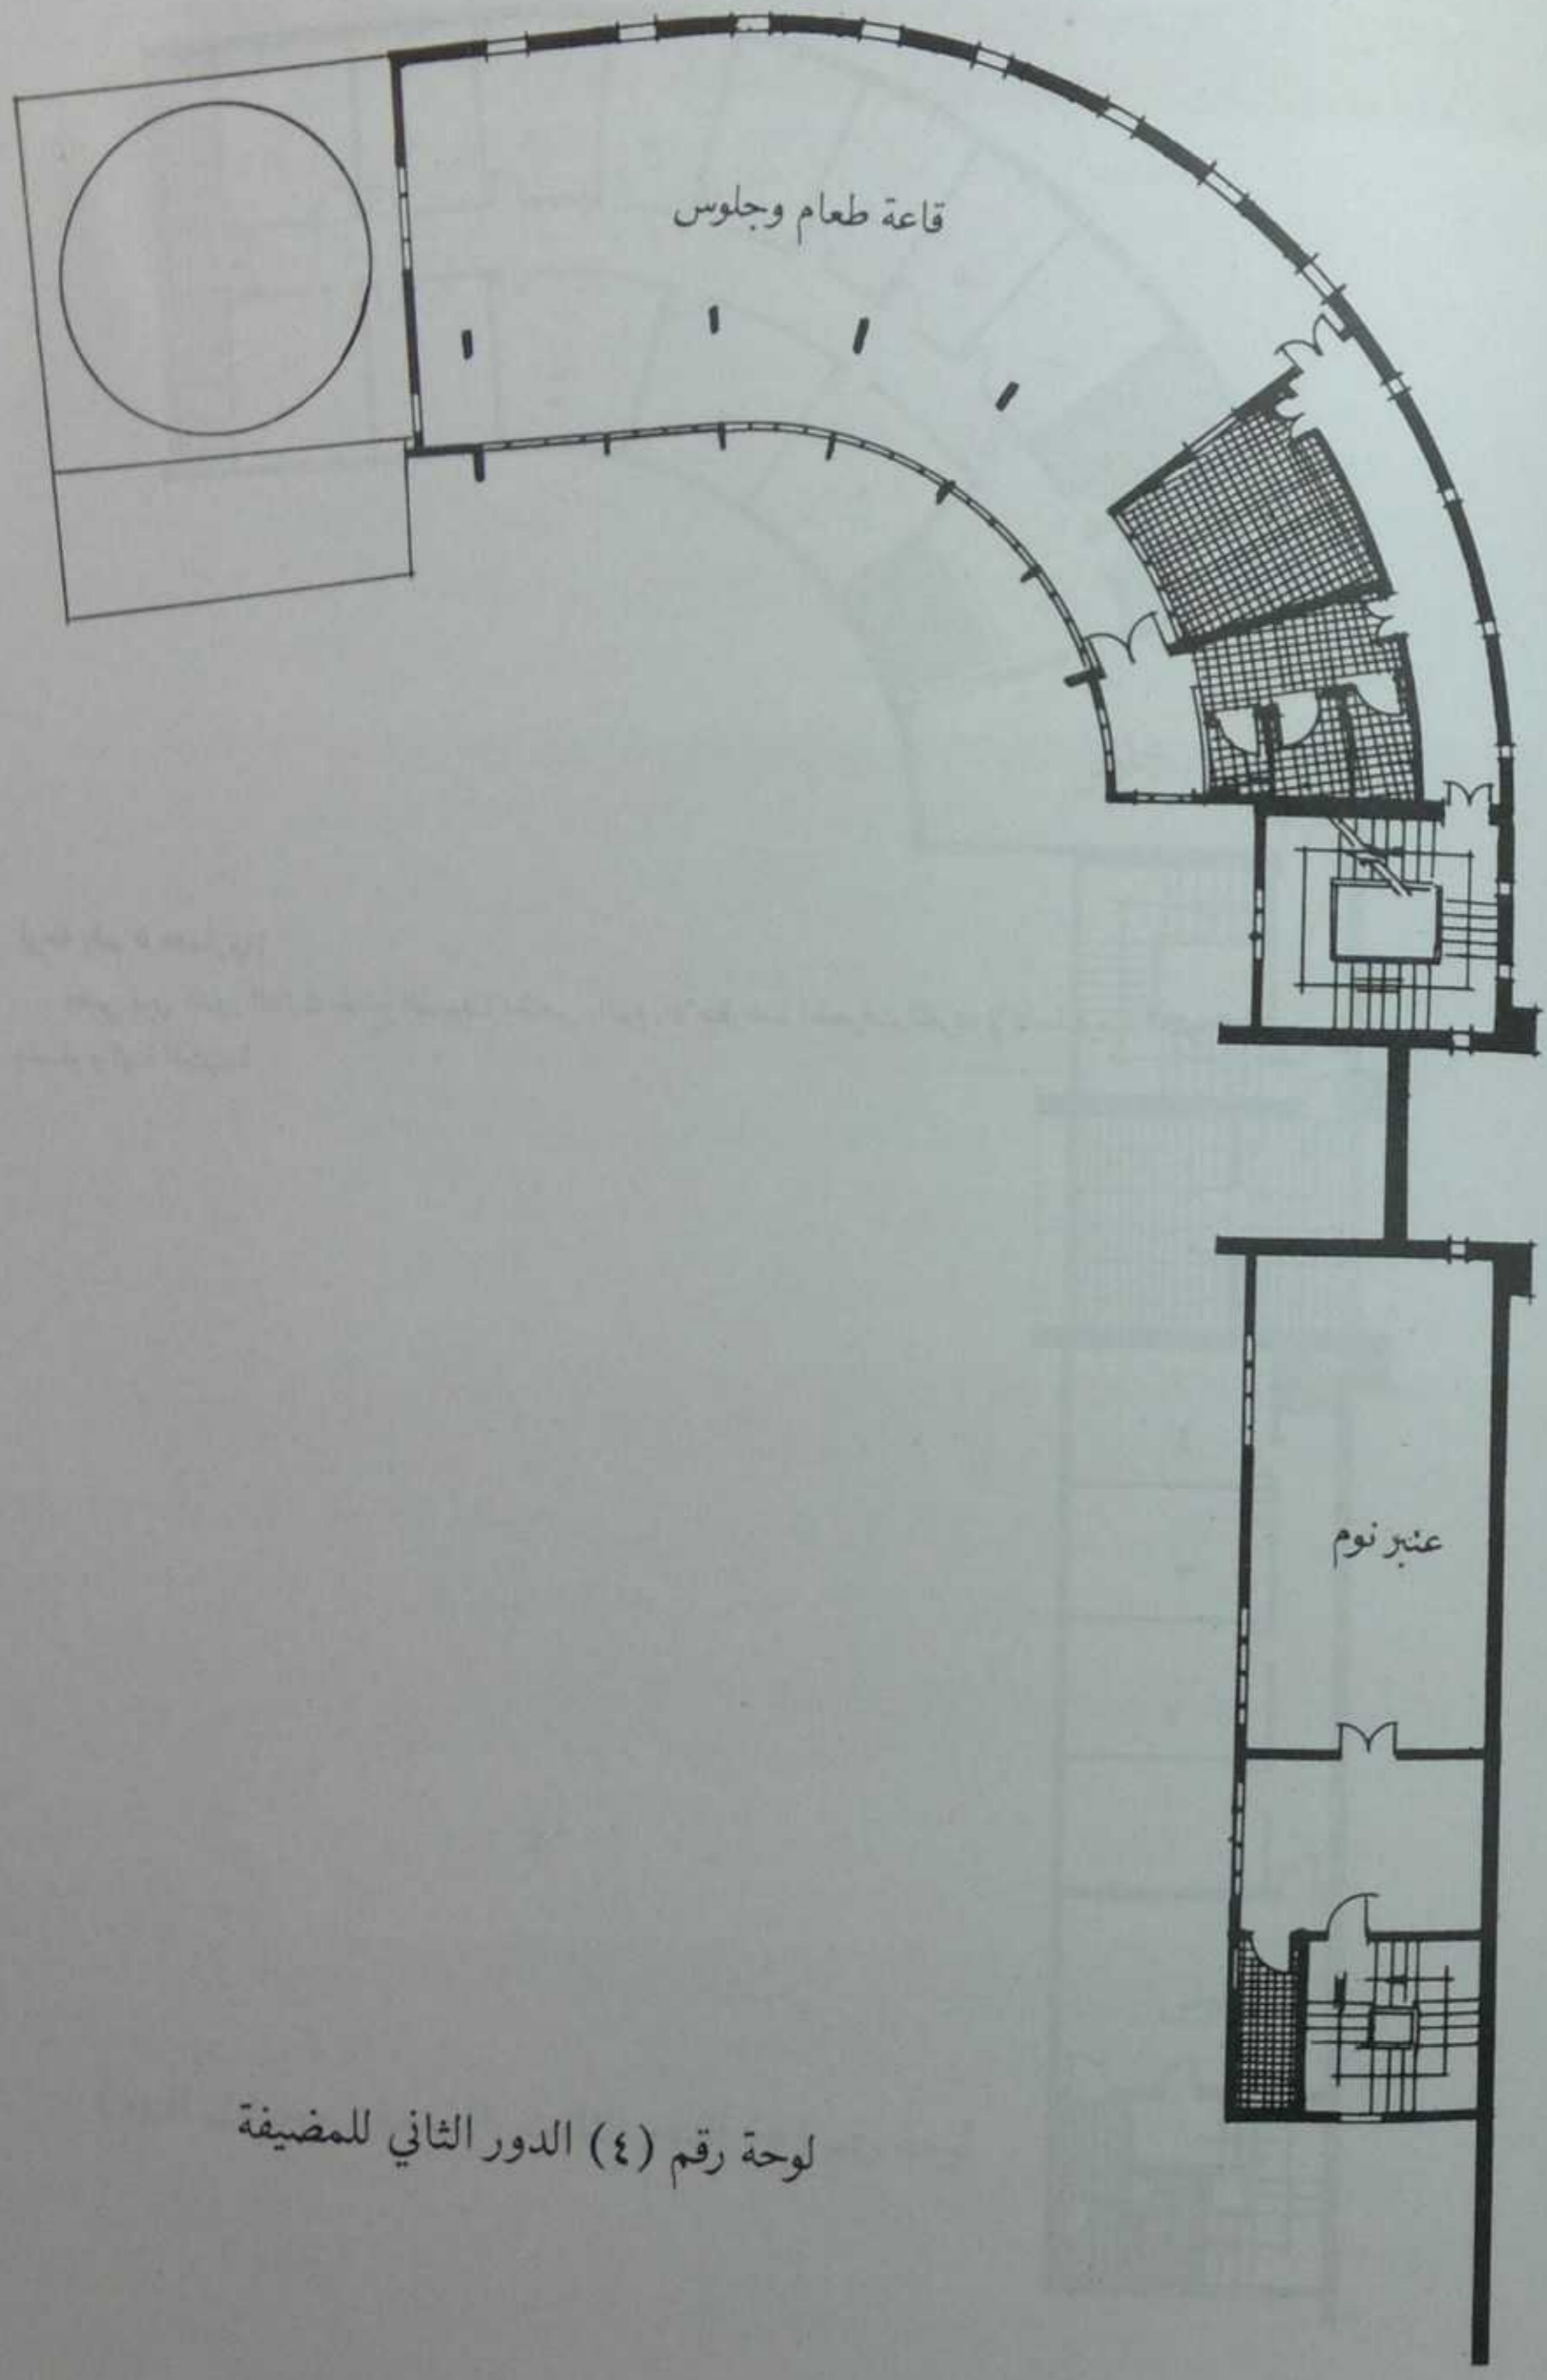 قاعة طعام وجلوس
عنبر نوم
لوحة رقم (٤) الدور الثاني للمضيفة